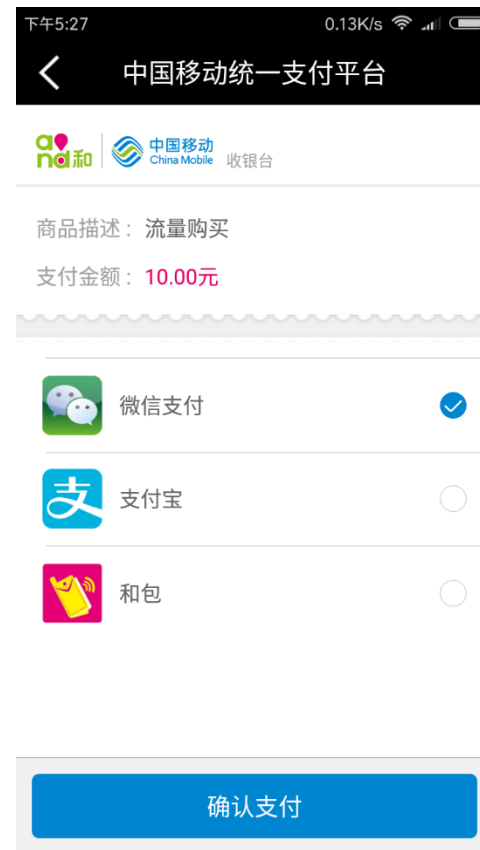 下午5:27 0.13K/s
中国移动统一支付平台
and和 中国移动 China Mobile 收银台
商品描述： 流量购买
支付金额： 10.00元
微信支付
支 支付宝
和包
确认支付